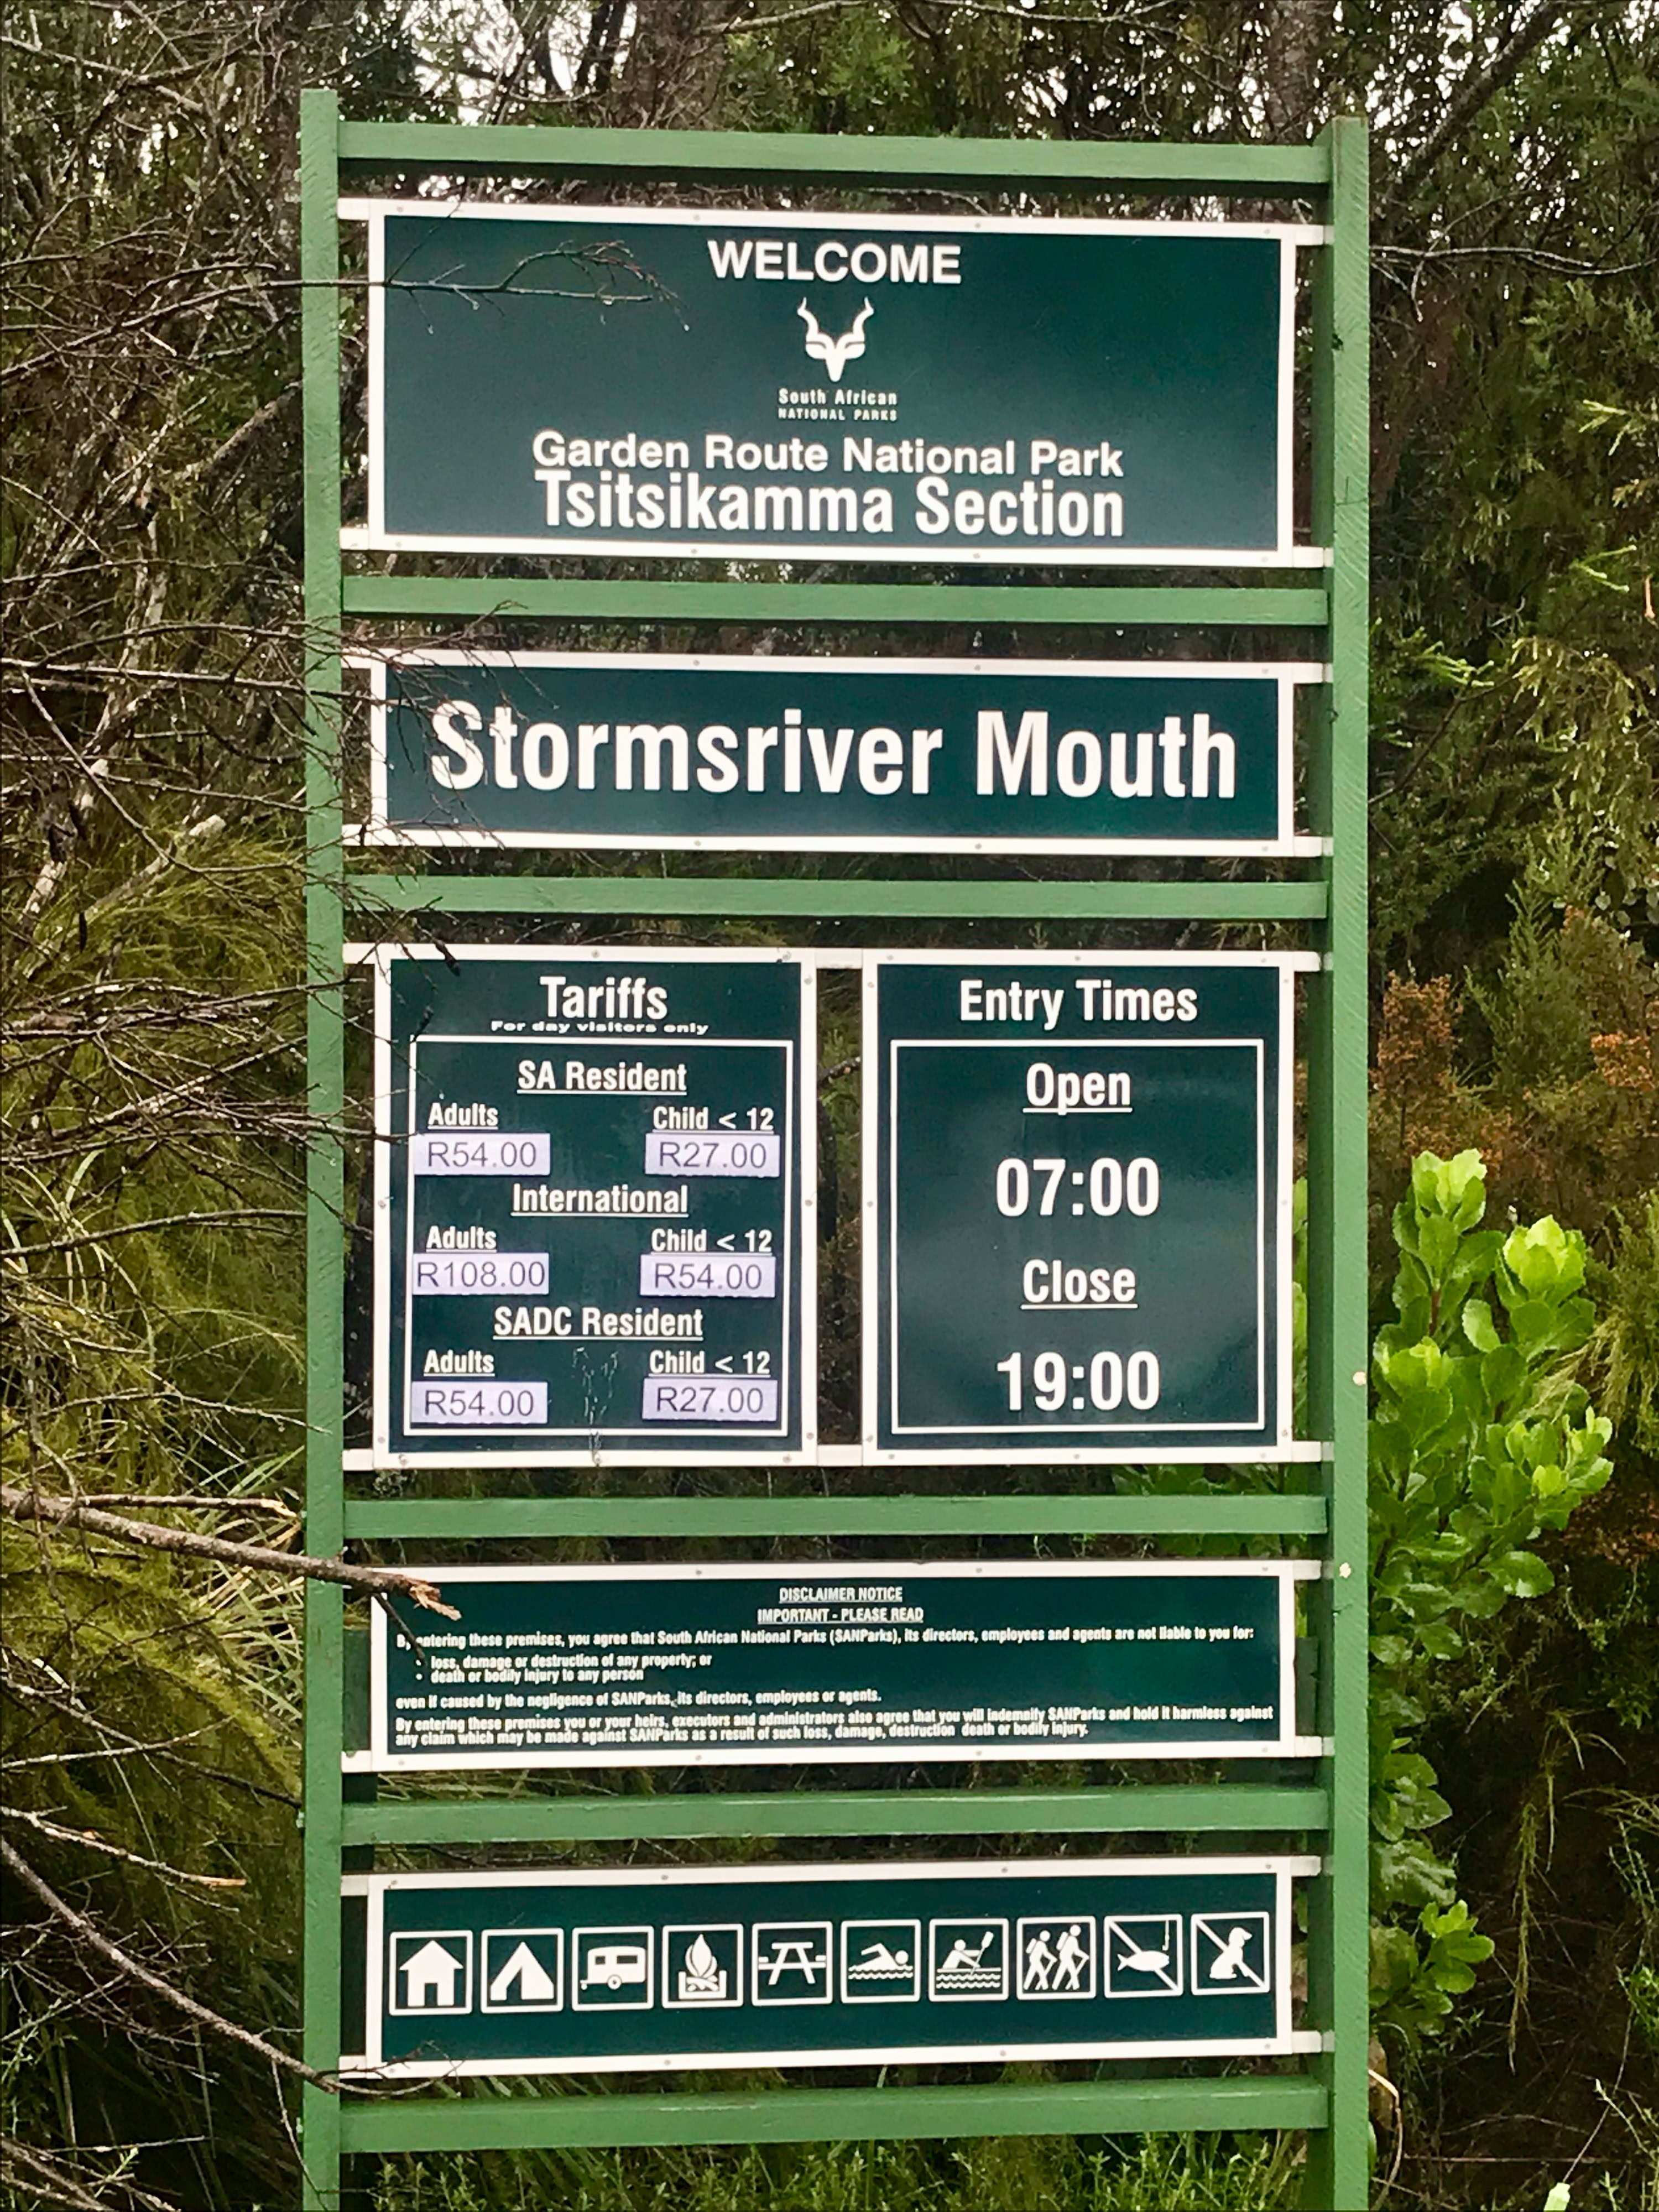 WELCOME
South African
NATIONAL PARKS
Garden Route National Park
Tsitsikamma Section
Stormsriver Mouth
Tariffs
For day visitors only
SA Resident
Adults Child < 12
R54.00 R27.00
International
Adults Child < 12
R108.00 R54.00
SADC Resident
Adults Child < 12
R54.00 R27.00
Entry Times
Open
07:00
Close
19:00
DISCLAIMER NOTICE
IMPORTANT - PLEASE READ
By entering these premises, you agree that South African National Parks (SANParks), its directors, employees and agents are not liable to you for:
• loss, damage or destruction of any property; or
• death or bodily injury to any person
even if caused by the negligence of SANParks, its directors, employees or agents.
By entering these premises you or your heirs, executors and administrators also agree that you will indemnify SANParks and hold it harmless against
any claim which may be made against SANParks as a result of such loss, damage, destruction death or bodily injury.